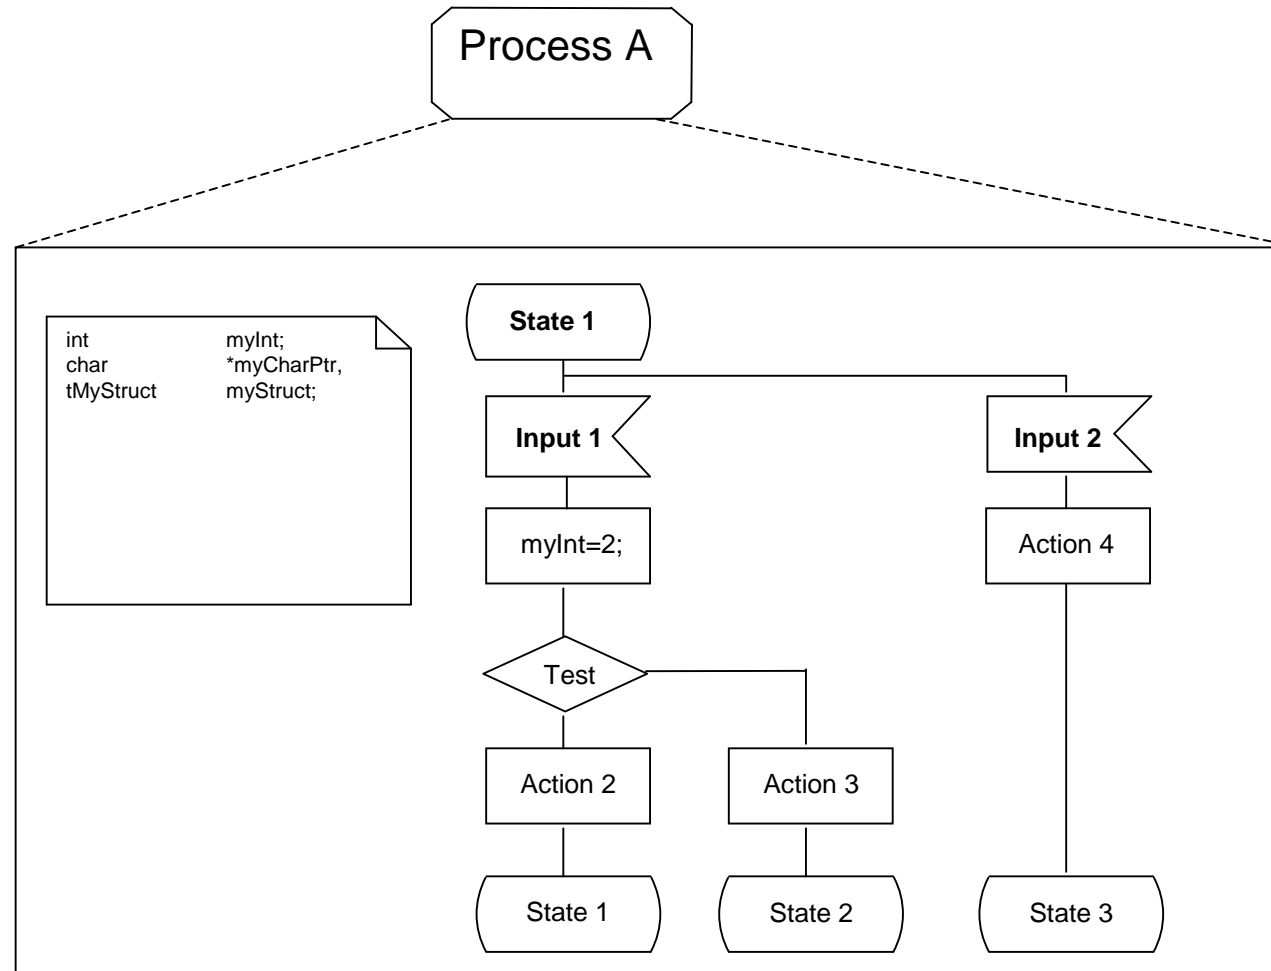 Process A
int myInt;
char *myCharPtr,
tMyStruct myStruct;
State 1
Input 1
Input 2
myInt=2;
Action 4
Test
Action 2
Action 3
State 1
State 2
State 3